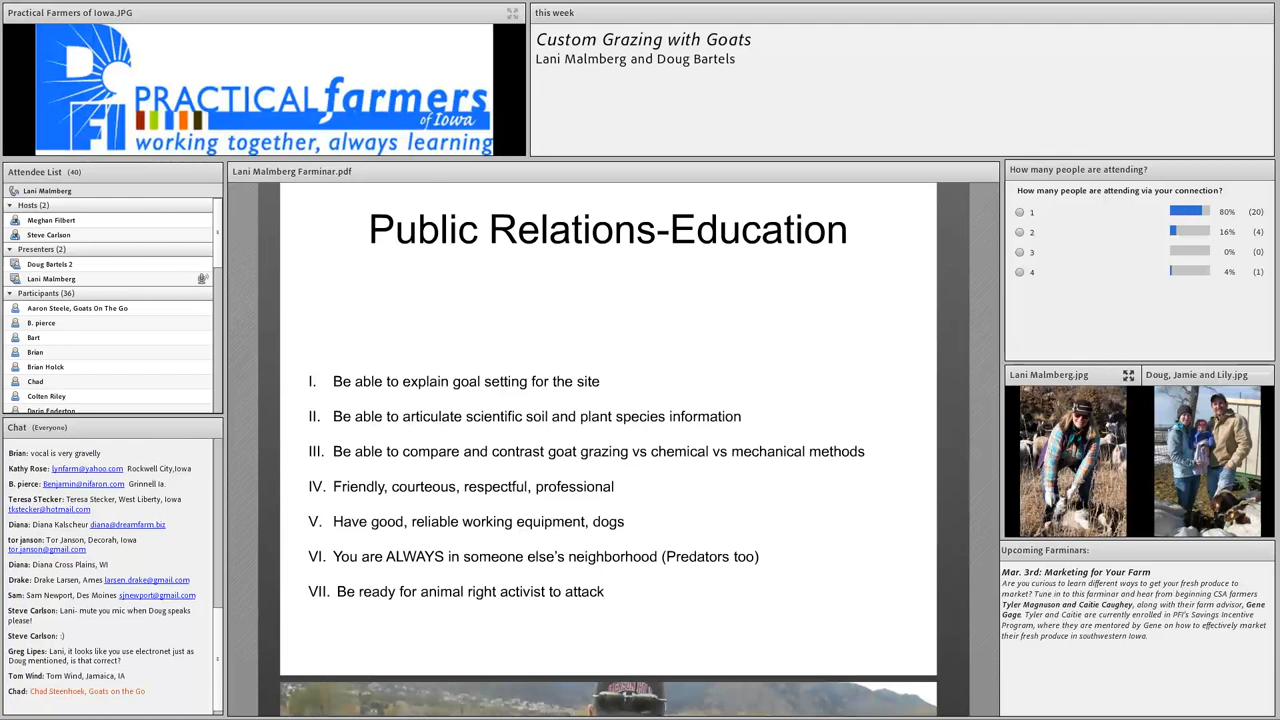 Practical Farmers of Iowa.JPG
PRACTICAL farmers
of Iowa
working together, always learning
this week
Custom Grazing with Goats
Lani Malmberg and Doug Bartels
Attendee List (40)
Lani Malmberg
Hosts (2)
Meghan Filbert
Steve Carlson
Presenters (2)
Doug Bartels 2
Lani Malmberg
Participants (36)
Aaron Steele, Goats On The Go
B. pierce
Bart
Brian
Brian Holck
Chad
Colten Riley
Darin Enderton
Chat (Everyone)
Brian: vocal is very gravelly
Kathy Rose: lynfarm@yahoo.com Rockwell City,Iowa
B. pierce: Benjamin@nifaron.com Grinnell Ia.
Teresa STecker: Teresa Stecker, West Liberty, Iowa
tkstecker@hotmail.com
Diana: Diana Kalscheur diana@dreamfarm.biz
tor janson: Tor Janson, Decorah, Iowa
tor.janson@gmail.com
Diana: Diana Cross Plains, WI
Drake: Drake Larsen, Ames larsen.drake@gmail.com
Sam: Sam Newport, Des Moines sjnewport@gmail.com
Steve Carlson: Lani- mute you mic when Doug speaks
please!
Steve Carlson: :)
Greg Lipes: Lani, it looks like you use electronet just as
Doug mentioned, is that correct?
Tom Wind: Tom Wind, Jamaica, IA
Chad: Chad Steenhoek, Goats on the Go
Lani Malmberg Farminar.pdf
Public Relations-Education
I. Be able to explain goal setting for the site
II. Be able to articulate scientific soil and plant species information
III. Be able to compare and contrast goat grazing vs chemical vs mechanical methods
IV. Friendly, courteous, respectful, professional
V. Have good, reliable working equipment, dogs
VI. You are ALWAYS in someone else's neighborhood (Predators too)
VII. Be ready for animal right activist to attack
How many people are attending?
How many people are attending via your connection?
1 80% (20)
2 16% (4)
3 0% (0)
4 4% (1)
Lani Malmberg.jpg
Doug, Jamie and Lily.jpg
Upcoming Farminars:
Mar. 3rd: Marketing for Your Farm
Are you curious to learn different ways to get your fresh produce to
market? Tune in to this farminar and hear from beginning CSA farmers
Tyler Magnuson and Caitie Caughey, along with their farm advisor, Gene
Gage. Tyler and Caitie are currently enrolled in PFI's Savings Incentive
Program, where they are mentored by Gene on how to effectively market
their fresh produce in southwestern Iowa.